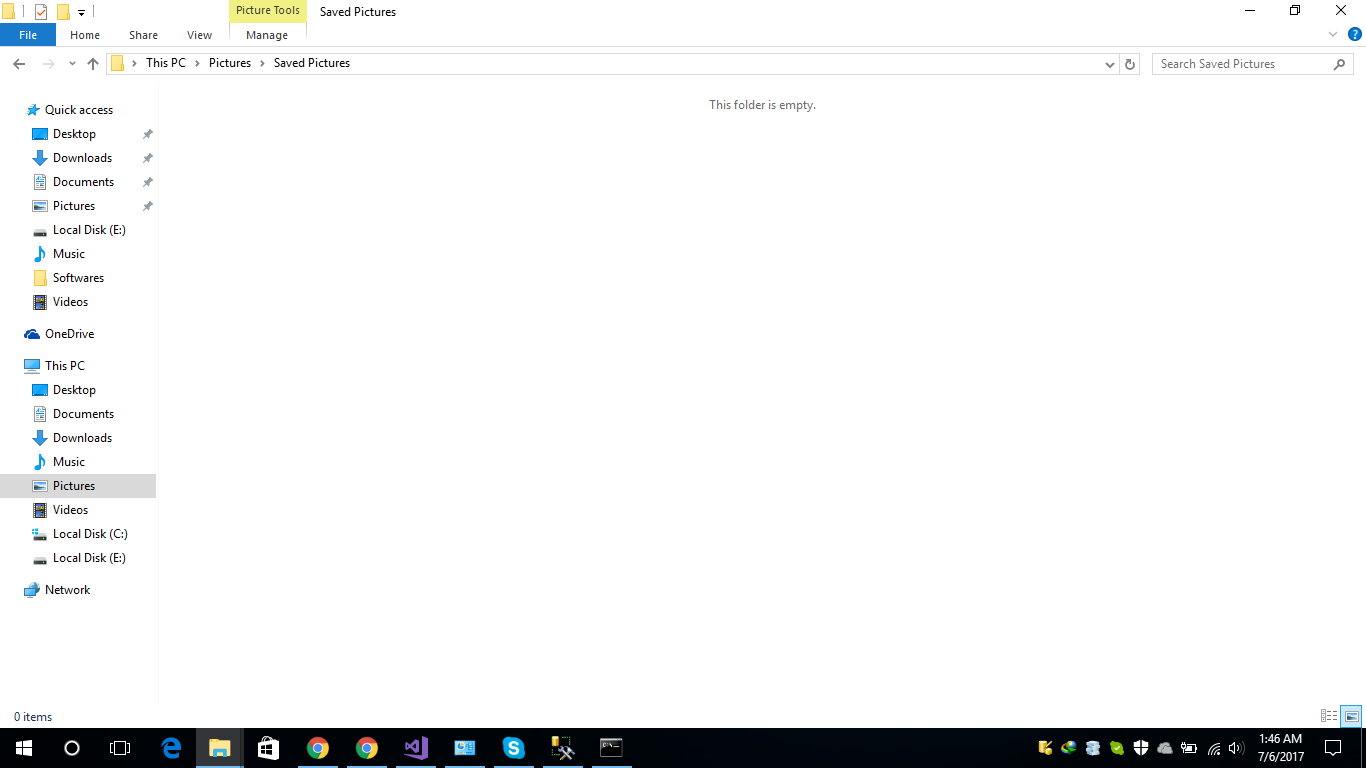 Picture Tools
Saved Pictures
File Home Share View Manage
This PC Pictures Saved Pictures
Search Saved Pictures
This folder is empty.
Quick access
Desktop
Downloads
Documents
Pictures
Local Disk (E:)
Music
Softwares
Videos
OneDrive
This PC
Desktop
Documents
Downloads
Music
Pictures
Videos
Local Disk (C:)
Local Disk (E:)
Network
0 items
1:46 AM
7/6/2017